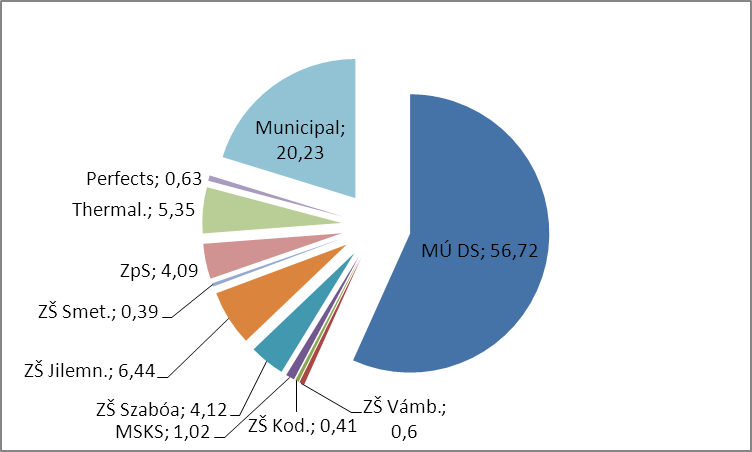 Municipal;
20,23
Perfects; 0,63
Thermal.; 5,35
MÚ DS; 56,72
ZpS; 4,09
ZŠ Smet.; 0,39
ZŠ Jilemn.; 6,44
ZŠ Szabóa; 4,12
MSKS; 1,02
ZŠ Kod.; 0,41
ZŠ Vámb.;
0,6